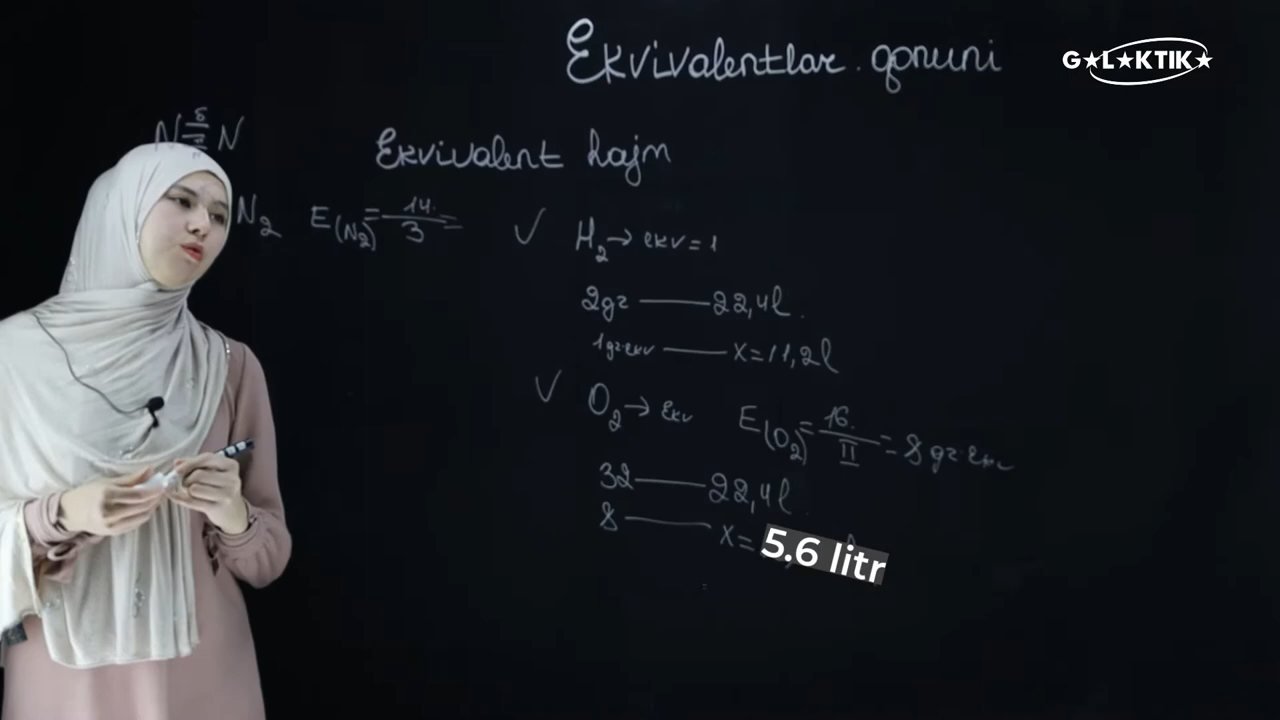 Ekvivalentlar qonuni
G★L★KTIK★
N≡N
Ekvivalent hajm
N₂ E(N₂) = 14/3 =
✓ H₂ → ekv = 1
2gr — 22,4l
1gr·ekv — x = 11,2l
✓ O₂ → Ekv E(O₂) = 16/II = 8 gr·ekv
32 — 22,4l
8 — x = 5.6 litr